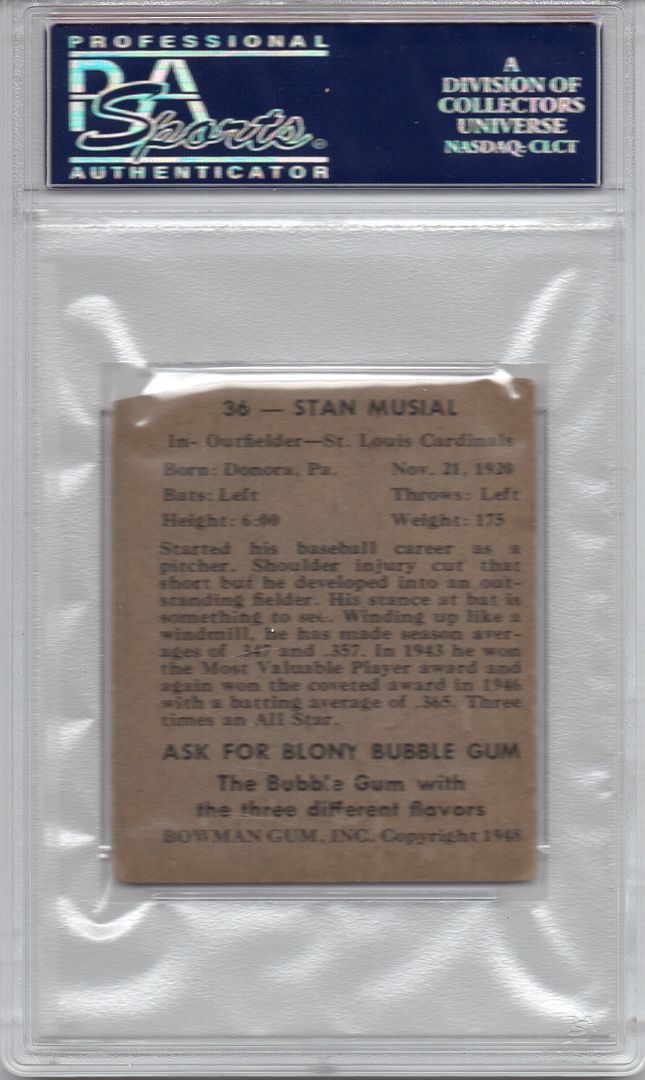 PROFESSIONAL
PSA
Sports®
AUTHENTICATOR
A
DIVISION OF
COLLECTORS
UNIVERSE
NASDAQ: CLCT
36 — STAN MUSIAL
In- Outfielder—St. Louis Cardinals
Born: Donora, Pa. Nov. 21, 1920
Bats: Left Throws: Left
Height: 6:00 Weight: 175
Started his baseball career as a
pitcher. Shoulder injury cut that
short but he developed into an out-
standing fielder. His stance at bat is
something to see. Winding up like a
windmill, he has made season aver-
ages of .347 and .357. In 1943 he won
the Most Valuable Player award and
again won the coveted award in 1946
with a batting average of .365. Three
times an All Star.
ASK FOR BLONY BUBBLE GUM
The Bubble Gum with
the three different flavors
BOWMAN GUM, INC. Copyright 1948